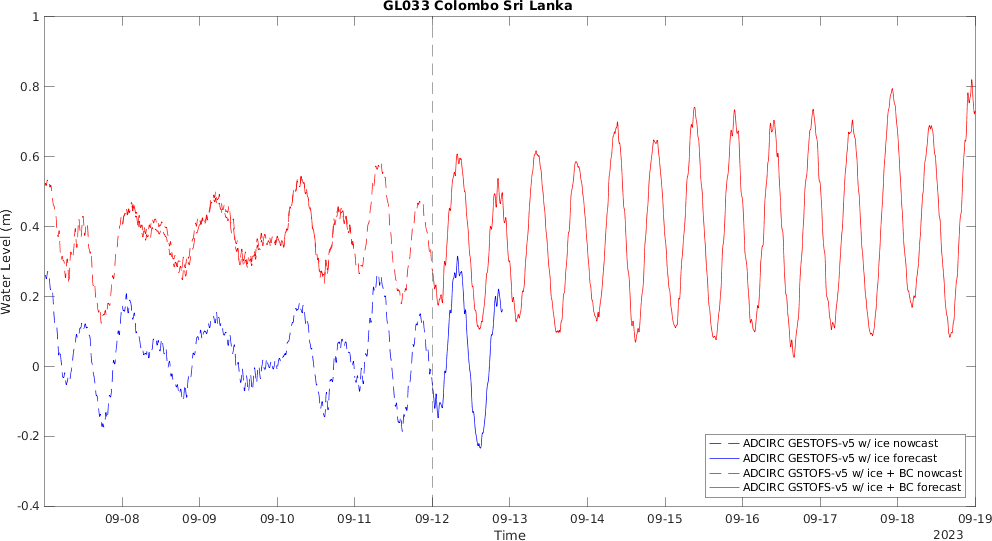 GL033 Colombo Sri Lanka
1
0.8
0.6
0.4
0.2
0
-0.2
-0.4
Water Level (m)
ADCIRC GESTOFS-v5 w/ ice nowcast
ADCIRC GESTOFS-v5 w/ ice forecast
ADCIRC GSTOFS-v5 w/ ice + BC nowcast
ADCIRC GSTOFS-v5 w/ ice + BC forecast
09-08 09-09 09-10 09-11 09-12 09-13 09-14 09-15 09-16 09-17 09-18 09-19
Time
2023